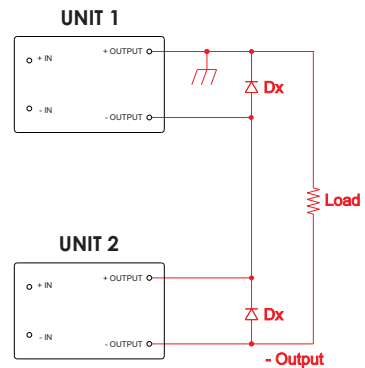 UNIT 1
+ OUTPUT
+ IN
Dx
- IN
- OUTPUT
Load
UNIT 2
+ OUTPUT
+ IN
Dx
- IN
- OUTPUT
- Output